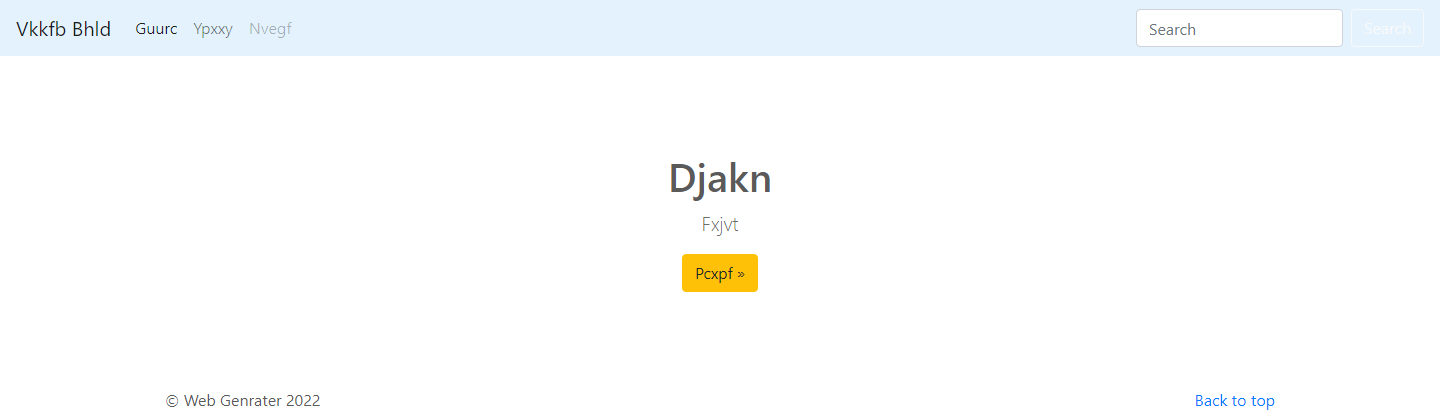 Vkkfb Bhld Guurc Ypxxy Nvegf Search Search
Djakn
Fxjvt
Pcxpf »
© Web Genrater 2022 Back to top